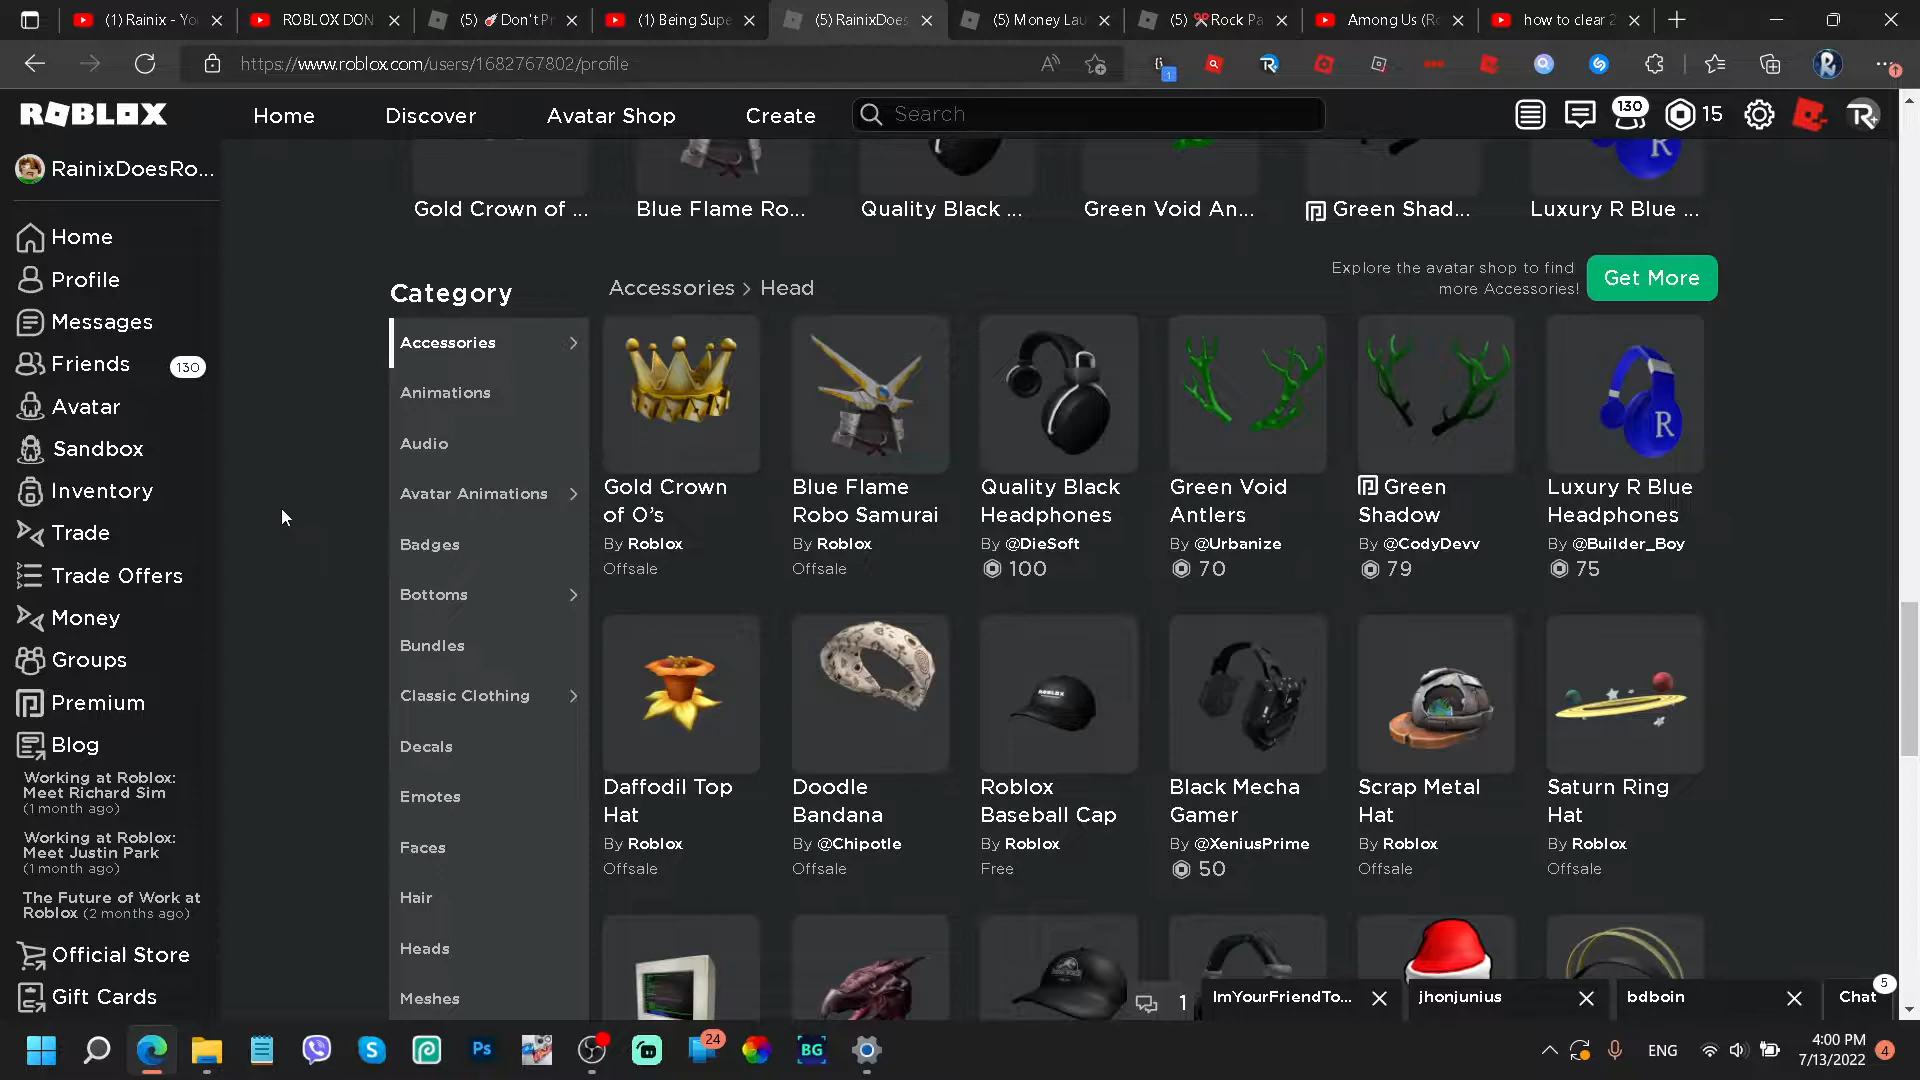 (1) Rainix - Yo
ROBLOX DON
(5) Don't Pr
(1) Being Supe
(5) RainixDoes
(5) Money Lau
(5) Rock Pa
Among Us (Ro
how to clear 2
https://www.roblox.com/users/1682767802/profile
1
ROBLOX
Home
Discover
Avatar Shop
Create
Search
130
15
RainixDoesRo...
Home
Profile
Messages
Friends
130
Avatar
Sandbox
Inventory
Trade
Trade Offers
Money
Groups
Premium
Blog
Working at Roblox:
Meet Richard Sim
(1 month ago)
Working at Roblox:
Meet Justin Park
(1 month ago)
The Future of Work at
Roblox (2 months ago)
Official Store
Gift Cards
Gold Crown of ...
Blue Flame Ro...
Quality Black ...
Green Void An...
Green Shad...
Luxury R Blue ...
Category
Accessories > Head
Explore the avatar shop to find
more Accessories!
Get More
Accessories
Animations
Audio
Avatar Animations
Badges
Bottoms
Bundles
Classic Clothing
Decals
Emotes
Faces
Hair
Heads
Meshes
Gold Crown
of O's
By Roblox
Offsale
Blue Flame
Robo Samurai
By Roblox
Offsale
Quality Black
Headphones
By @DieSoft
100
Green Void
Antlers
By @Urbanize
70
Green
Shadow
By @CodyDevv
79
Luxury R Blue
Headphones
By @Builder_Boy
75
Daffodil Top
Hat
By Roblox
Offsale
Doodle
Bandana
By @Chipotle
Offsale
Roblox
Baseball Cap
By Roblox
Free
Black Mecha
Gamer
By @XeniusPrime
50
Scrap Metal
Hat
By Roblox
Offsale
Saturn Ring
Hat
By Roblox
Offsale
1
ImYourFriendTo...
jhonjunius
bdboin
Chat
5
Ps
24
BG
ENG
4:00 PM
7/13/2022
4